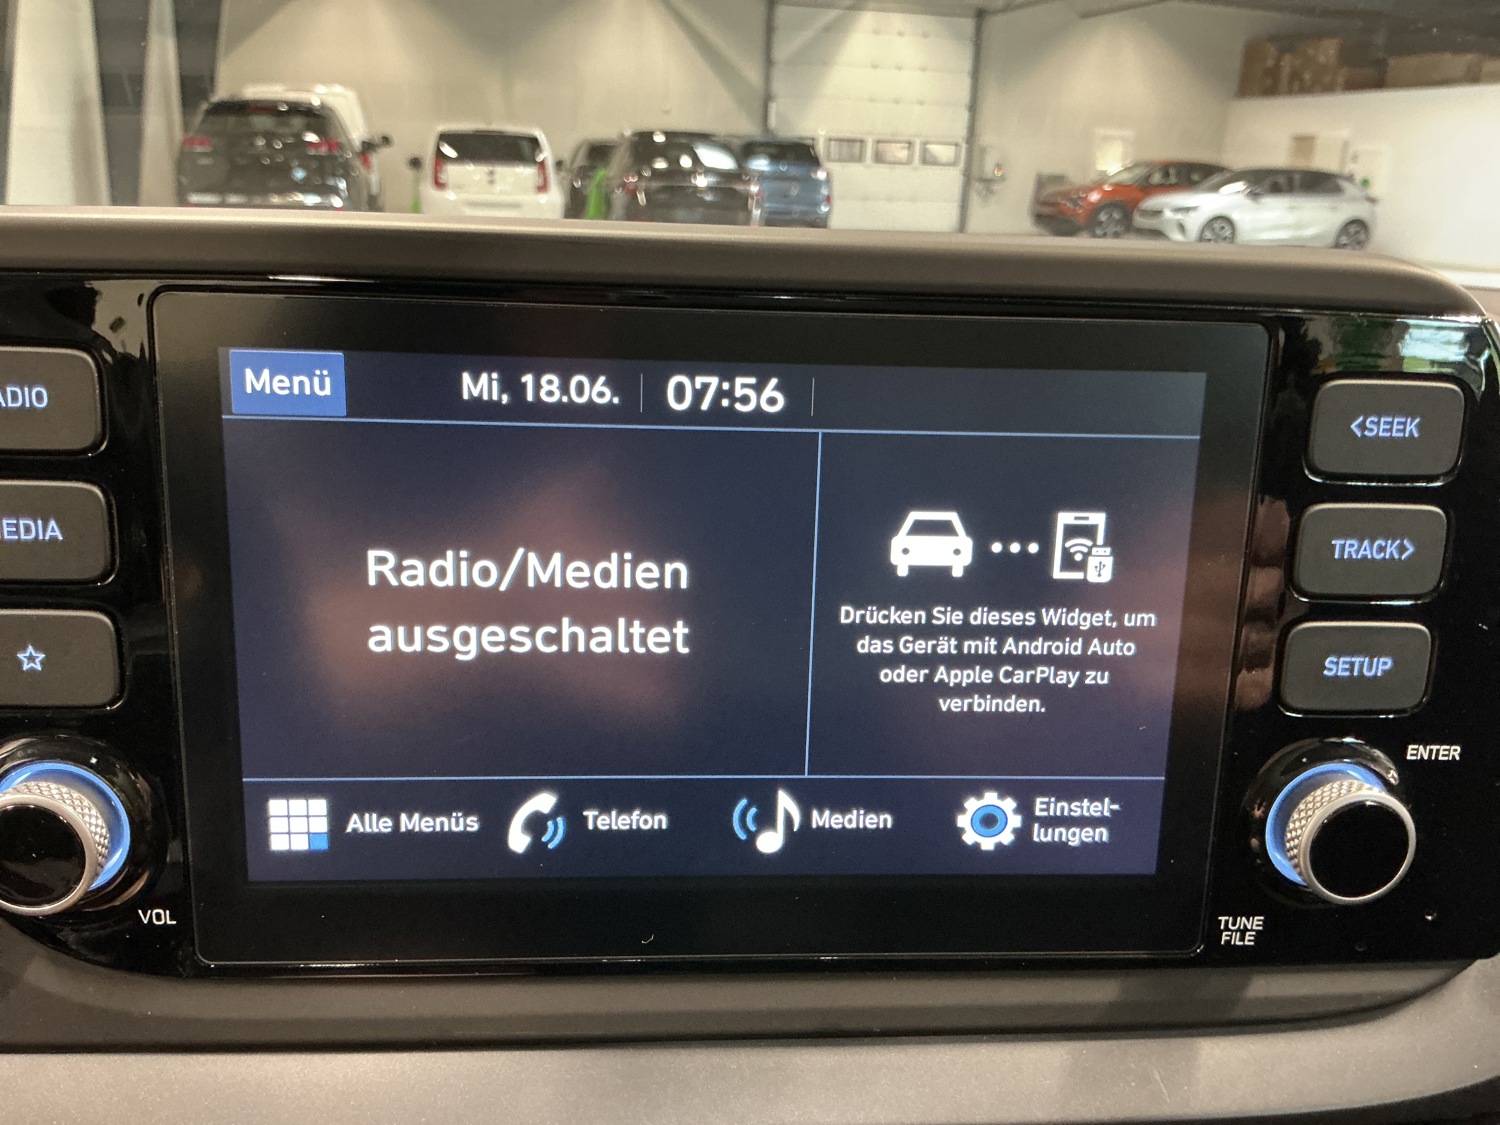 Menü
Mi, 18.06.
07:56
Radio/Medien
ausgeschaltet
Drücken Sie dieses Widget, um
das Gerät mit Android Auto
oder Apple CarPlay zu
verbinden.
Alle Menüs
Telefon
Medien
Einstel-
lungen
ADIO
EDIA
VOL
<SEEK
TRACK>
SETUP
ENTER
TUNE
FILE